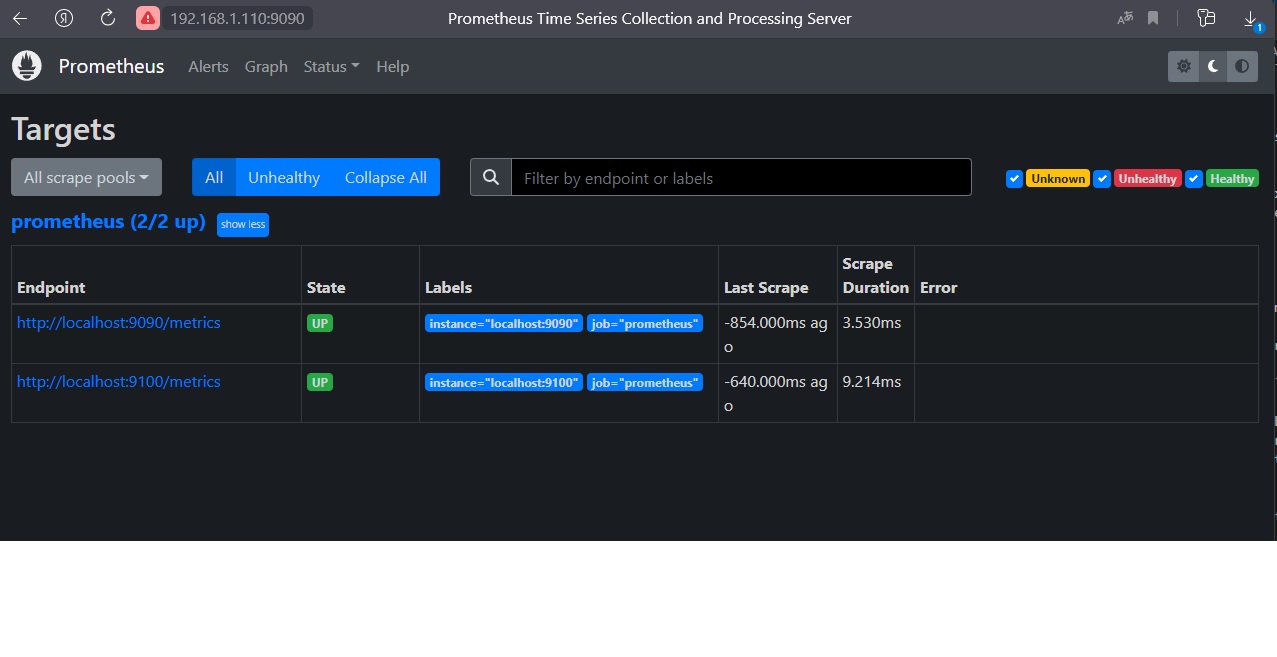 192.168.1.110:9090 Prometheus Time Series Collection and Processing Server 1
Prometheus Alerts Graph Status Help
Targets
All scrape pools All Unhealthy Collapse All Filter by endpoint or labels Unknown Unhealthy Healthy
prometheus (2/2 up) show less
Endpoint State Labels Last Scrape Scrape Duration Error
http://localhost:9090/metrics UP instance="localhost:9090" job="prometheus" -854.000ms ag 3.530ms
o
http://localhost:9100/metrics UP instance="localhost:9100" job="prometheus" -640.000ms ag 9.214ms
o